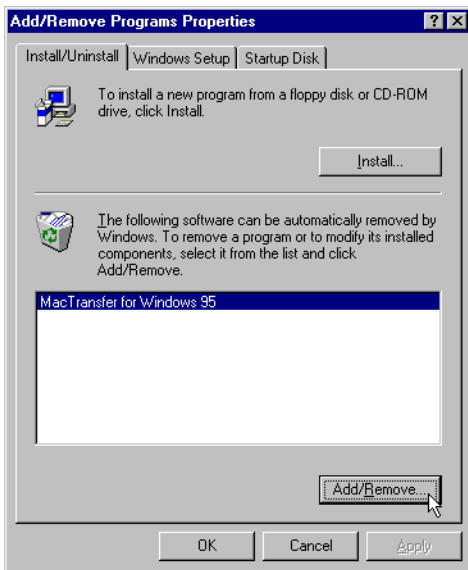 Add/Remove Programs Properties
Install/Uninstall Windows Setup Startup Disk
To install a new program from a floppy disk or CD-ROM
drive, click Install.
Install...
The following software can be automatically removed by
Windows. To remove a program or to modify its installed
components, select it from the list and click
Add/Remove.
MacTransfer for Windows 95
Add/Remove...
OK Cancel Apply